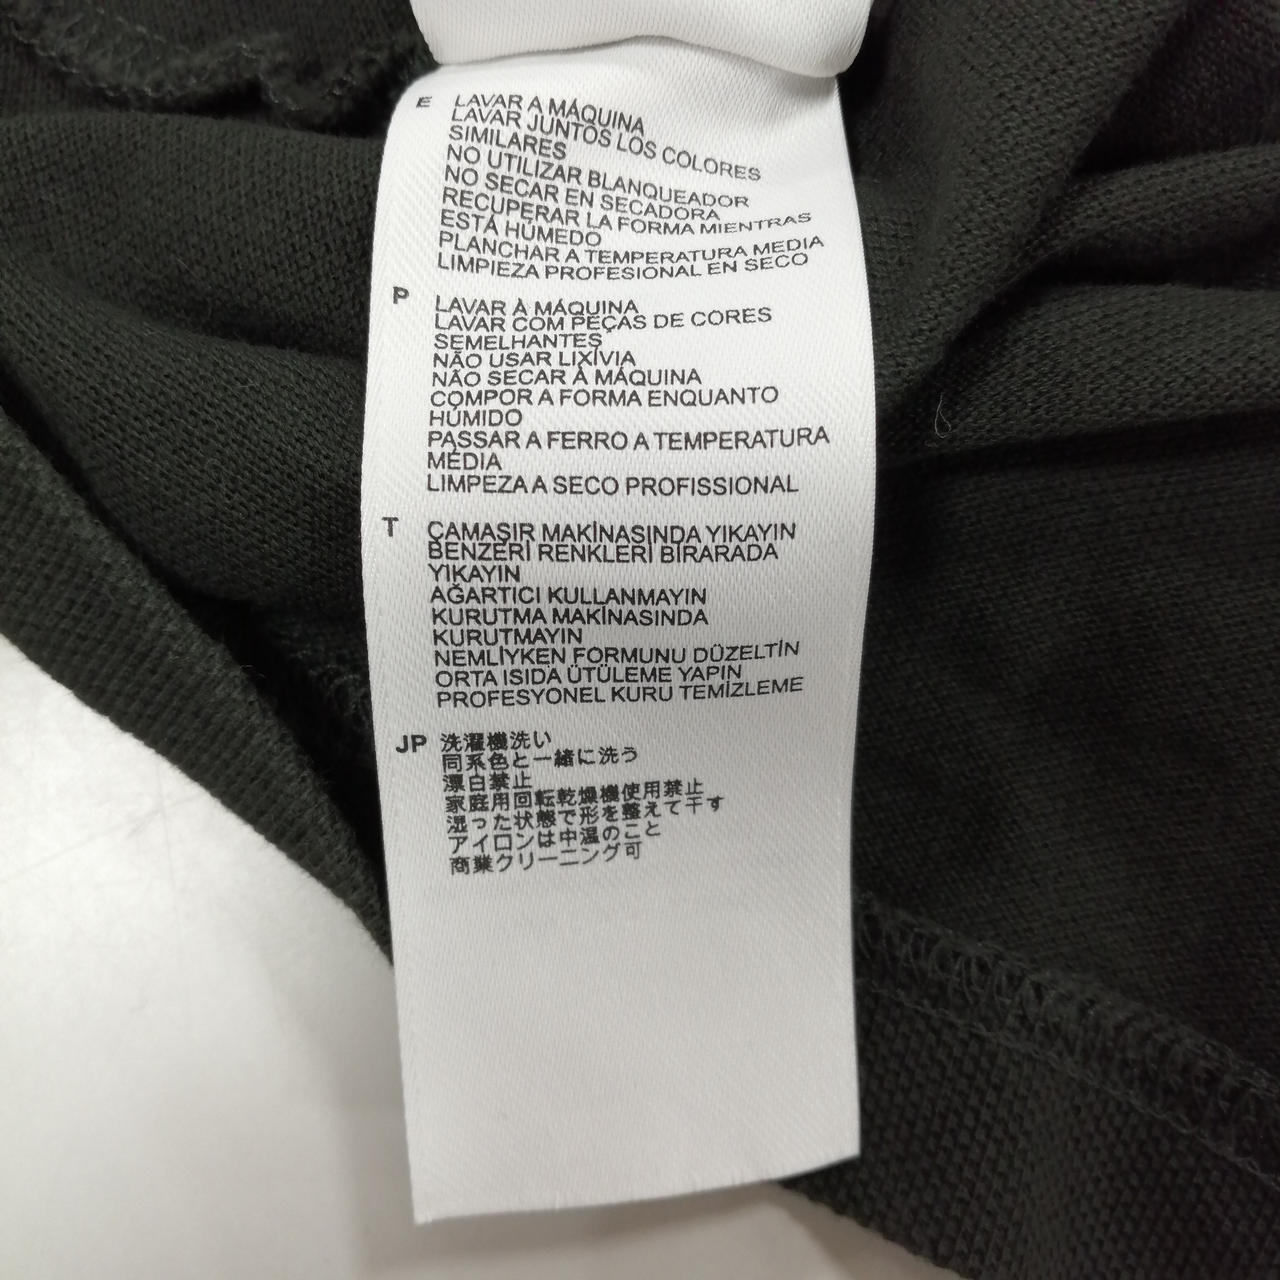 E LAVAR A MÁQUINA
LAVAR JUNTOS LOS COLORES
SIMILARES
NO UTILIZAR BLANQUEADOR
NO SECAR EN SECADORA
RECUPERAR LA FORMA MIENTRAS
ESTÁ HÚMEDO
PLANCHAR A TEMPERATURA MEDIA
LIMPIEZA PROFESIONAL EN SECO
P LAVAR À MÁQUINA
LAVAR COM PEÇAS DE CORES
SEMELHANTES
NÃO USAR LIXÍVIA
NÃO SECAR À MÁQUINA
COMPOR A FORMA ENQUANTO
HÚMIDO
PASSAR A FERRO A TEMPERATURA
MÉDIA
LIMPEZA A SECO PROFISSIONAL
T ÇAMAŞIR MAKİNASINDA YIKAYIN
BENZERİ RENKLERİ BİRARADA
YIKAYIN
AĞARTICI KULLANMAYIN
KURUTMA MAKİNASINDA
KURUTMAYIN
NEMLİYKEN FORMUNU DÜZELTİN
ORTA ISIDA ÜTÜLEME YAPIN
PROFESYONEL KURU TEMİZLEME
JP 洗濯機洗い
同系色と一緒に洗う
漂白禁止
家庭用回転乾燥機使用禁止
湿った状態で形を整えて干す
アイロンは中温のこと
商業クリーニング可